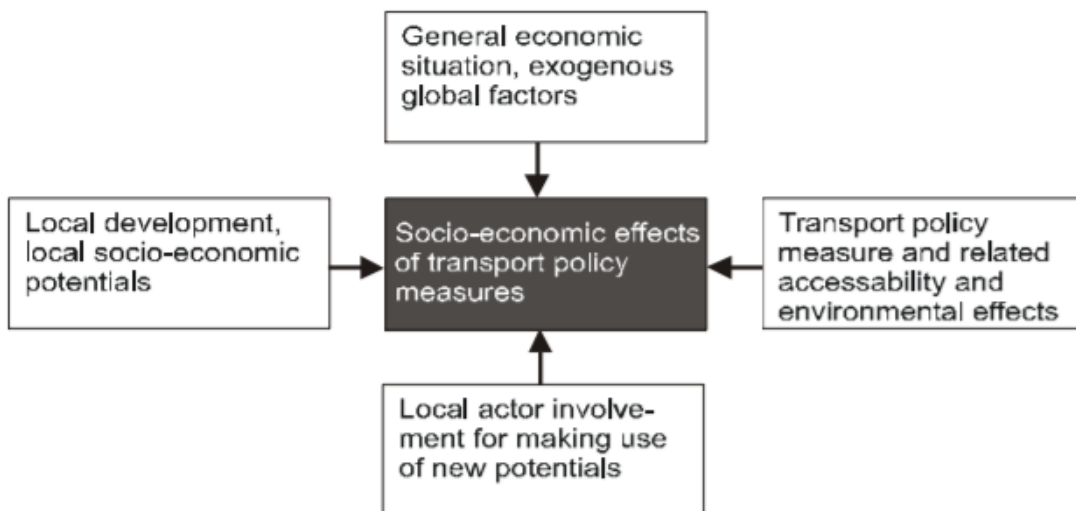 General economic
situation, exogenous
global factors
Local development,
local socio-economic
potentials
Socio-economic effects
of transport policy
measures
Transport policy
measure and related
accessability and
environmental effects
Local actor involve-
ment for making use
of new potentials